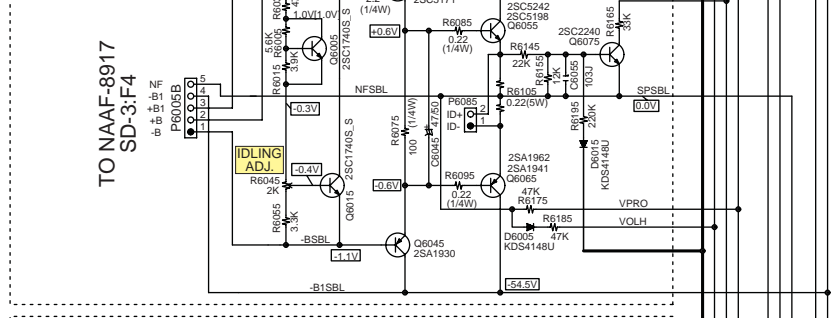 2.2
(1/4W)
2SC5171
1.0V
1.0V
R6005
5.6K
Q6005
2SC1740S_S
+0.6V
R6085
0.22
(1/4W)
2SC5242
2SC5198
Q6055
R6145
22K
2SC2240
Q6075
R6165
33K
R6155
12K
C6055
103J
TO NAAF-8917
SD-3:F4
NF
-B1
+B1
+B
-B
5
4
3
2
1
P6005B
R6015
3.9K
-0.3V
NFSBL
R6105
0.22(5W)
SPSBL
0.0V
P6085
ID+
ID-
2
1
R6075
100
(1/4W)
C6045
47/50
R6195
220K
D6015
KDS4148U
IDLING
ADJ.
-0.4V
R6045
2K
2SC1740S_S
Q6015
-0.6V
R6095
0.22
(1/4W)
2SA1962
2SA1941
Q6065
47K
R6175
VPRO
R6185
47K
VOLH
D6005
KDS4148U
R6055
3.3K
-BSBL
-1.1V
Q6045
2SA1930
-B1SBL
-54.5V